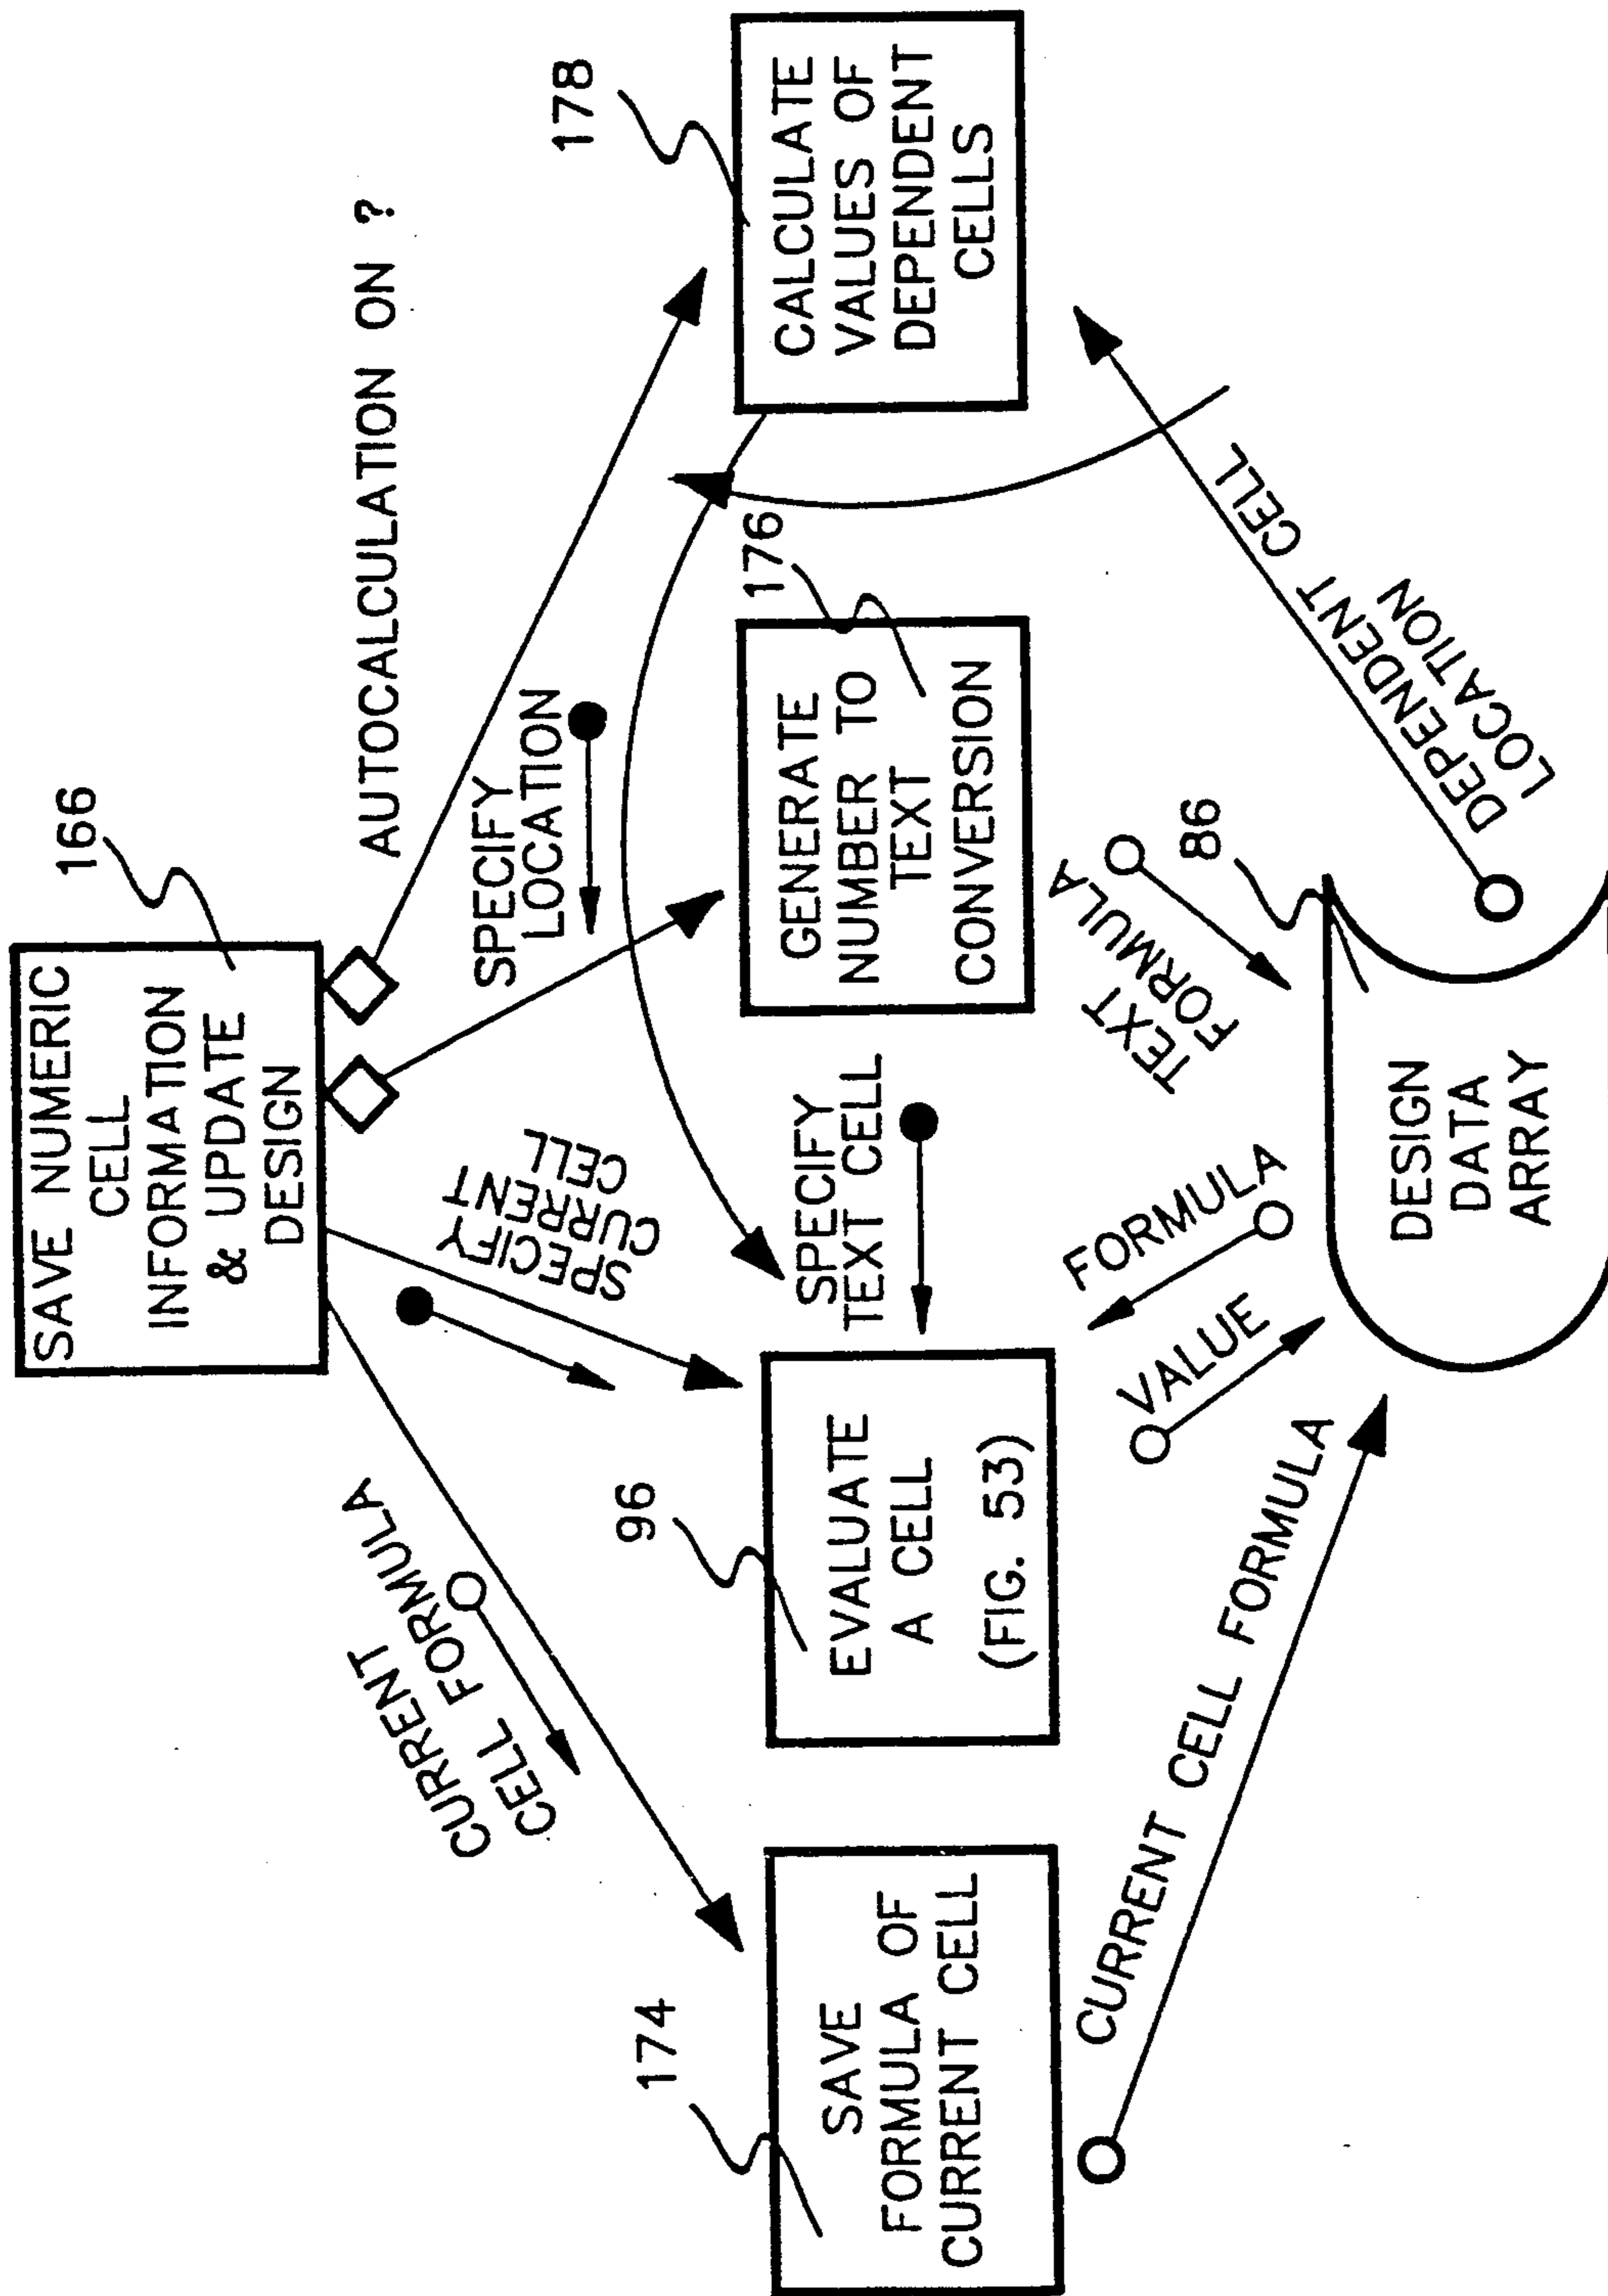 166
SAVE NUMERIC
CELL
INFORMATION
& UPDATE
DESIGN
AUTOCALCULATION ON ?
CURRENT
CELL FORMULA
SPECIFY
CURRENT
CELL
SPECIFY
LOCATION
174
SAVE
FORMULA OF
CURRENT CELL
96
EVALUATE
A CELL
(FIG. 53)
SPECIFY
TEXT CELL
176
GENERATE
NUMBER TO
TEXT
CONVERSION
178
CALCULATE
VALUES OF
DEPENDENT
CELLS
CURRENT CELL FORMULA
VALUE
FORMULA
TEXT
FORMULA
86
DEPENDENT CELL
LOCATION
DESIGN
DATA
ARRAY